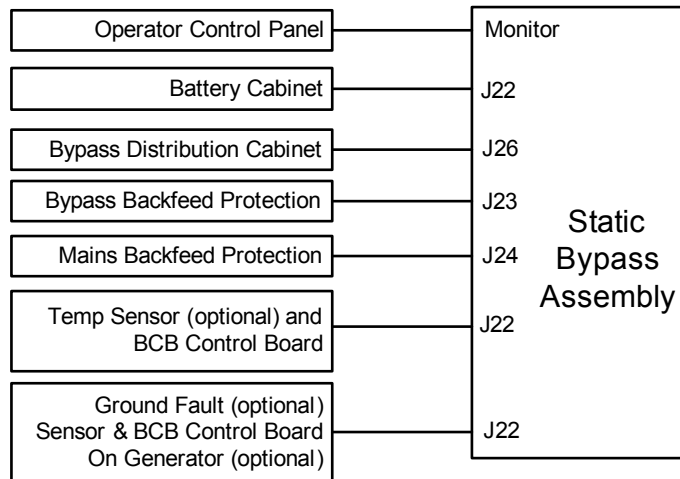 Operator Control Panel
Monitor
Battery Cabinet
J22
Bypass Distribution Cabinet
J26
Bypass Backfeed Protection
J23
Mains Backfeed Protection
J24
Temp Sensor (optional) and
BCB Control Board
J22
Ground Fault (optional)
Sensor & BCB Control Board
On Generator (optional)
J22
Static
Bypass
Assembly